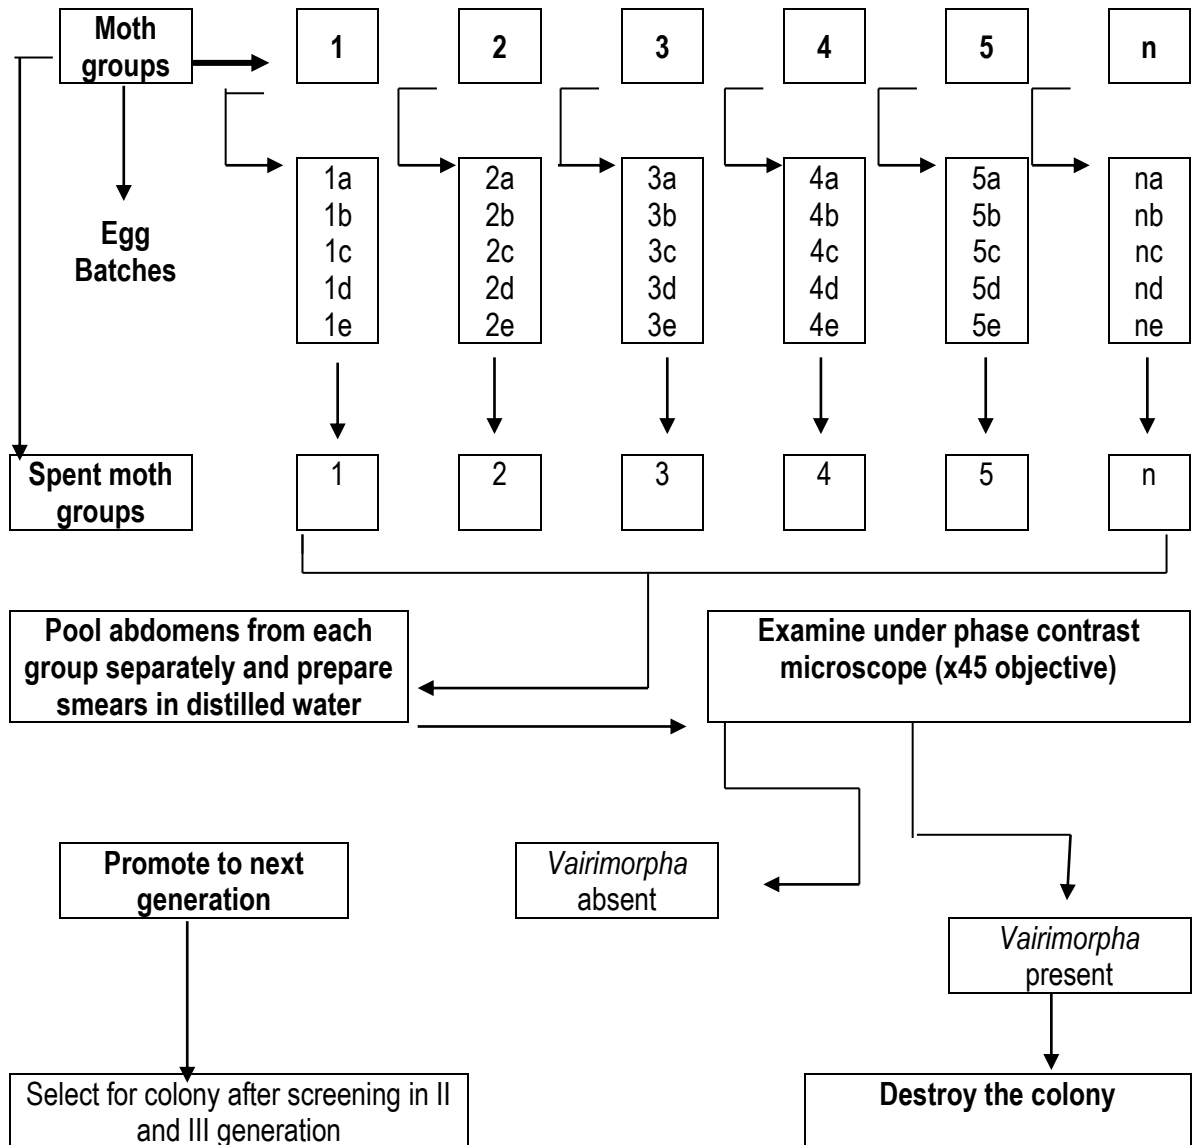 Moth
groups
1
2
3
4
5
n
Egg
Batches
1a
1b
1c
1d
1e
2a
2b
2c
2d
2e
3a
3b
3c
3d
3e
4a
4b
4c
4d
4e
5a
5b
5c
5d
5e
na
nb
nc
nd
ne
Spent moth
groups
1
2
3
4
5
n
Pool abdomens from each
group separately and prepare
smears in distilled water
Examine under phase contrast
microscope (x45 objective)
Promote to next
generation
Vairimorpha
absent
Vairimorpha
present
Select for colony after screening in II
and III generation
Destroy the colony